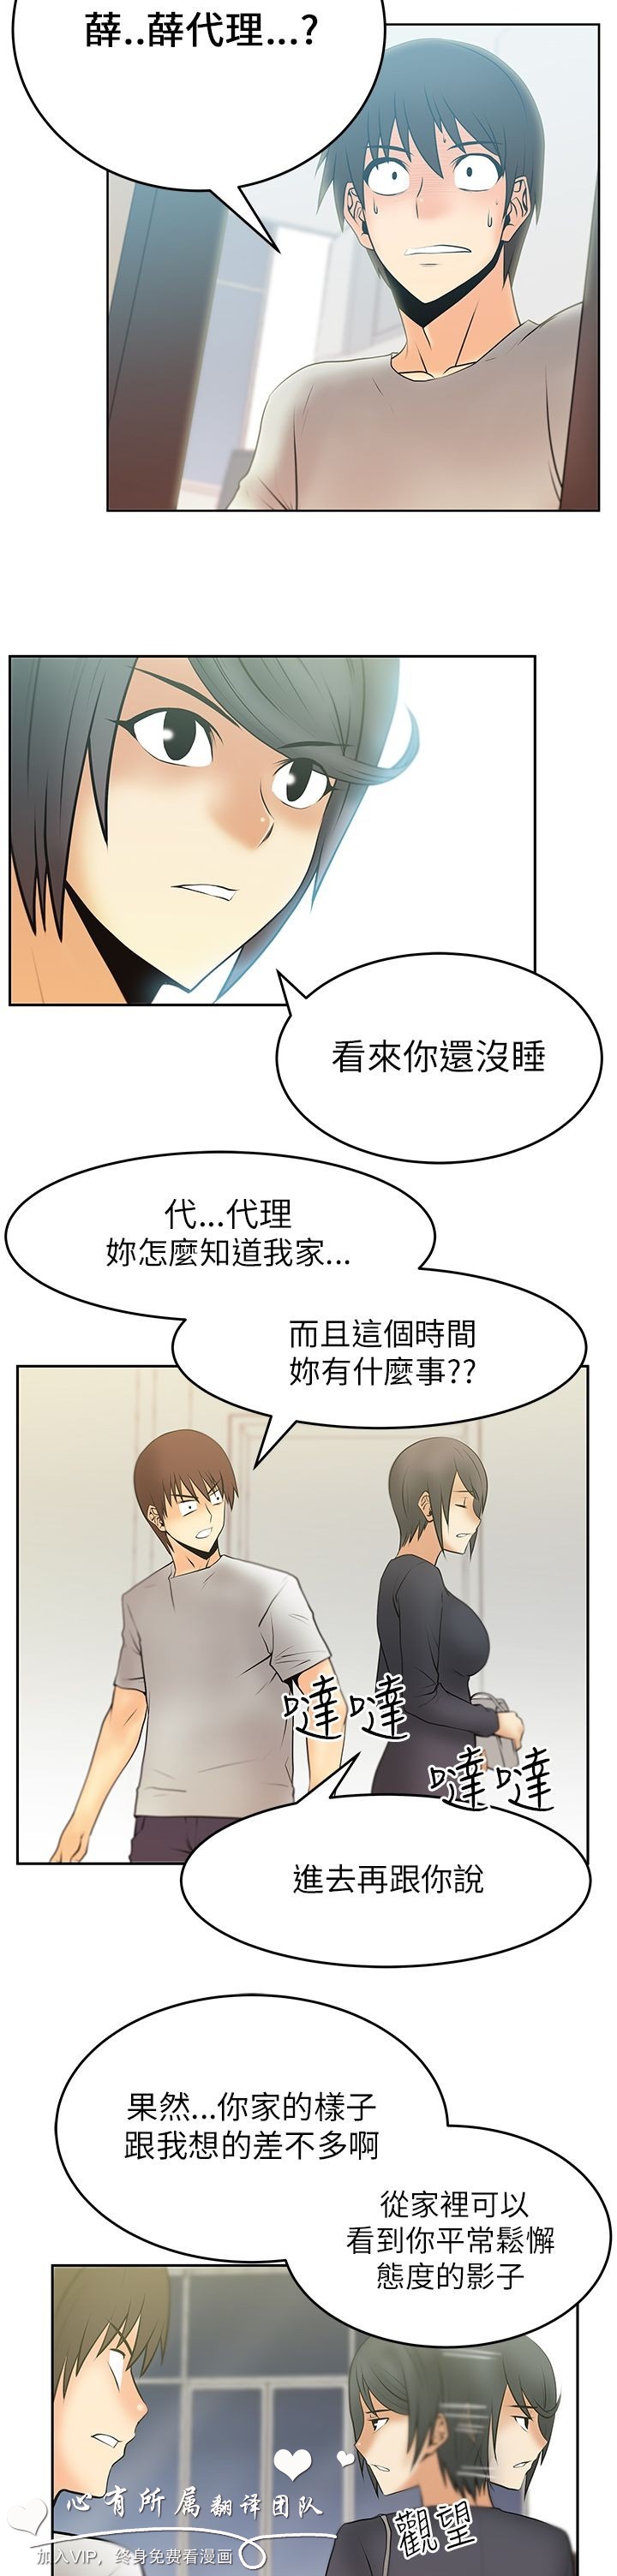 薛..薛代理...?
看來你還沒睡
代...代理
妳怎麼知道我家...
而且這個時間
妳有什麼事??
噠噠
噠噠
進去再跟你說
果然...你家的樣子
跟我想的差不多啊
從家裡可以
看到你平常鬆懈
態度的影子
觀望
心有所属翻译团队
加入VIP，终身免费看漫画